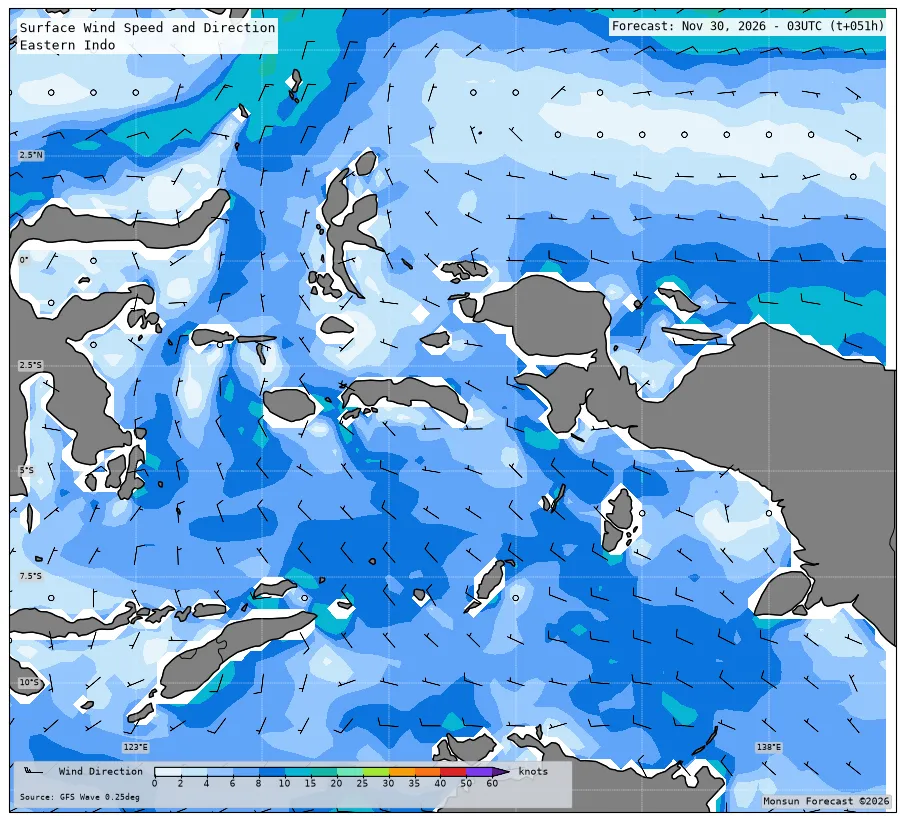 Surface Wind Speed and Direction
Eastern Indo
Forecast: Nov 30, 2026 - 03UTC (t+051h)
2.5°N
0°
2.5°S
5°S
7.5°S
10°S
123°E
138°E
Wind Direction
0 2 4 6 8 10 15 20 25 30 35 40 50 60
knots
Source: GFS Wave 0.25deg
Monsun Forecast ©2026